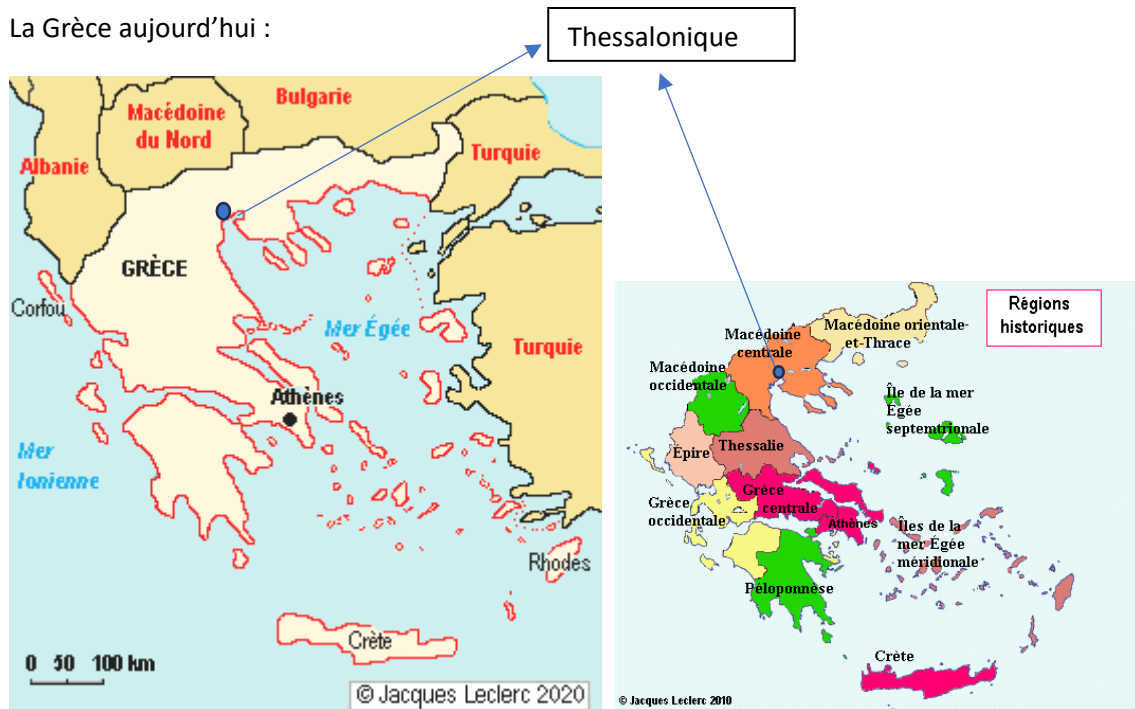 La Grèce aujourd’hui :
Thessalonique
Bulgarie
Macédoine
du Nord
Albanie
Turquie
GRÈCE
Corfou
Mer Égée
Turquie
Athènes
Mer
Ionienne
Rhodes
Crète
0 50 100 km
© Jacques Leclerc 2020
Régions
historiques
Macédoine orientale-
et-Thrace
Macédoine
centrale
Macédoine
occidentale
Île de la mer
Égée
septemtrionale
Épire
Thessalie
Grèce
centrale
Grèce
occidentale
Athènes
Îles de la
mer Égée
méridionale
Péloponnèse
Crète
© Jacques Leclerc 2010